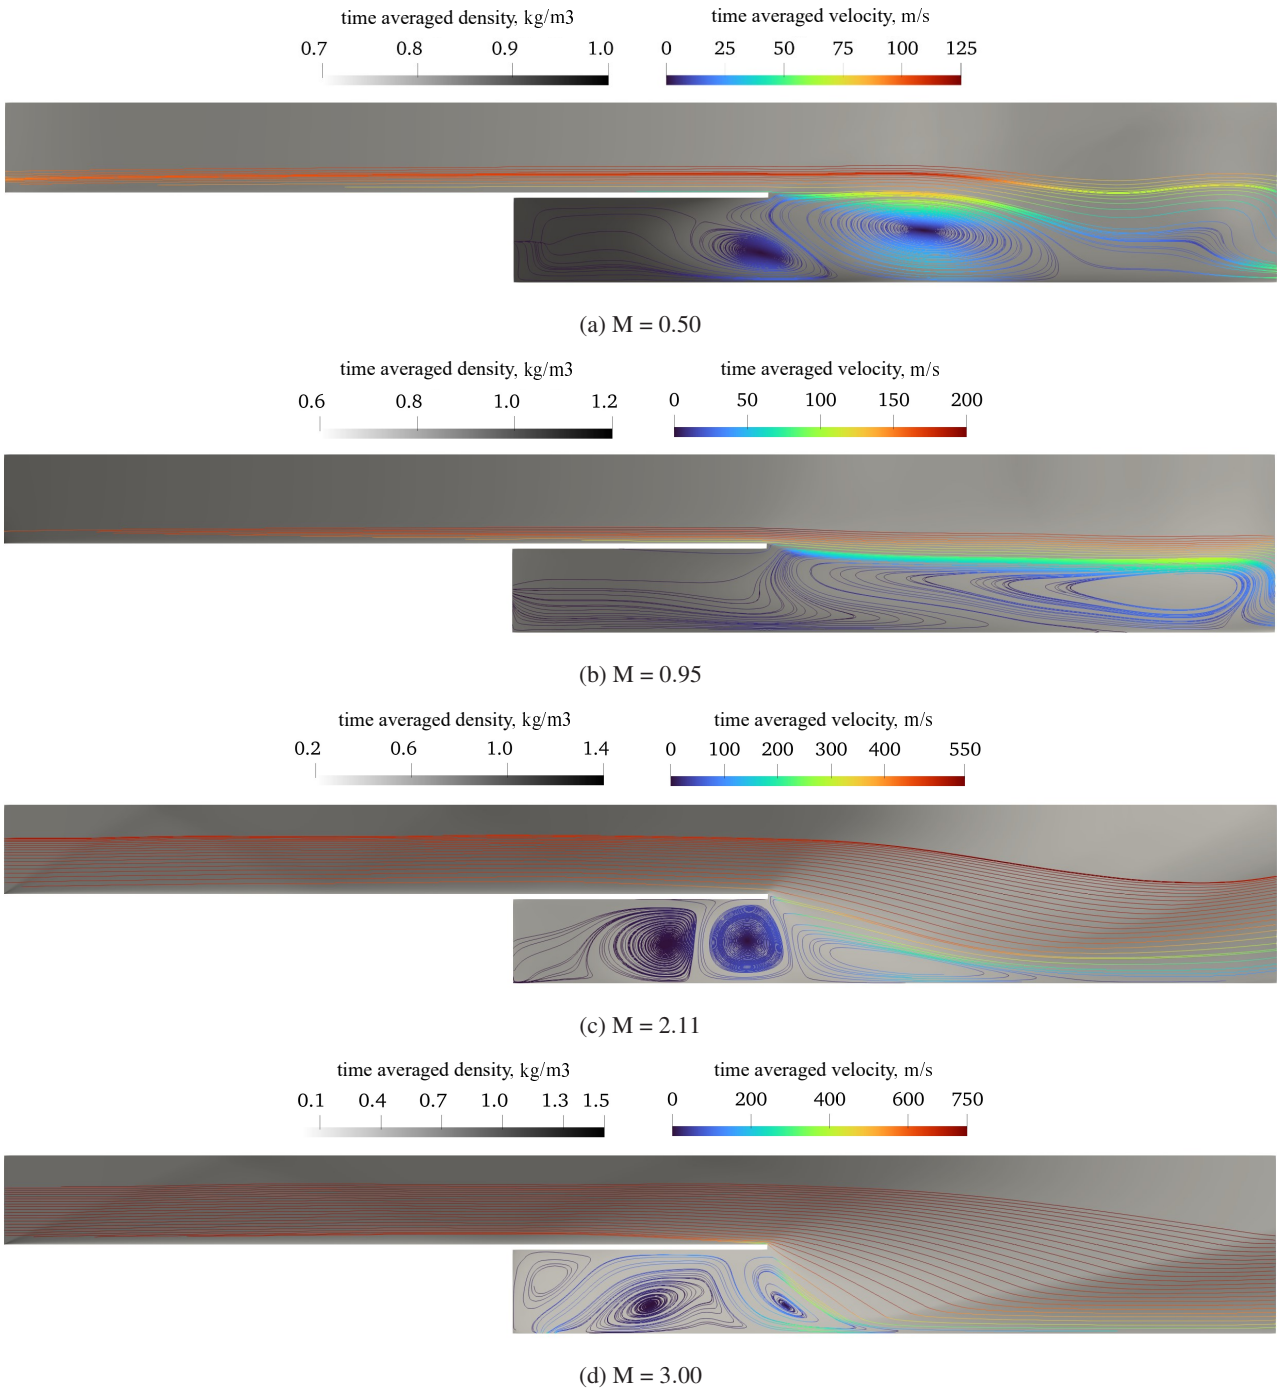 time averaged density, kg/m3 time averaged velocity, m/s
0.7 0.8 0.9 1.0 0 25 50 75 100 125
(a) M = 0.50
time averaged density, kg/m3 time averaged velocity, m/s
0.6 0.8 1.0 1.2 0 50 100 150 200
(b) M = 0.95
time averaged density, kg/m3 time averaged velocity, m/s
0.2 0.6 1.0 1.4 0 100 200 300 400 550
(c) M = 2.11
time averaged density, kg/m3 time averaged velocity, m/s
0.1 0.4 0.7 1.0 1.3 1.5 0 200 400 600 750
(d) M = 3.00